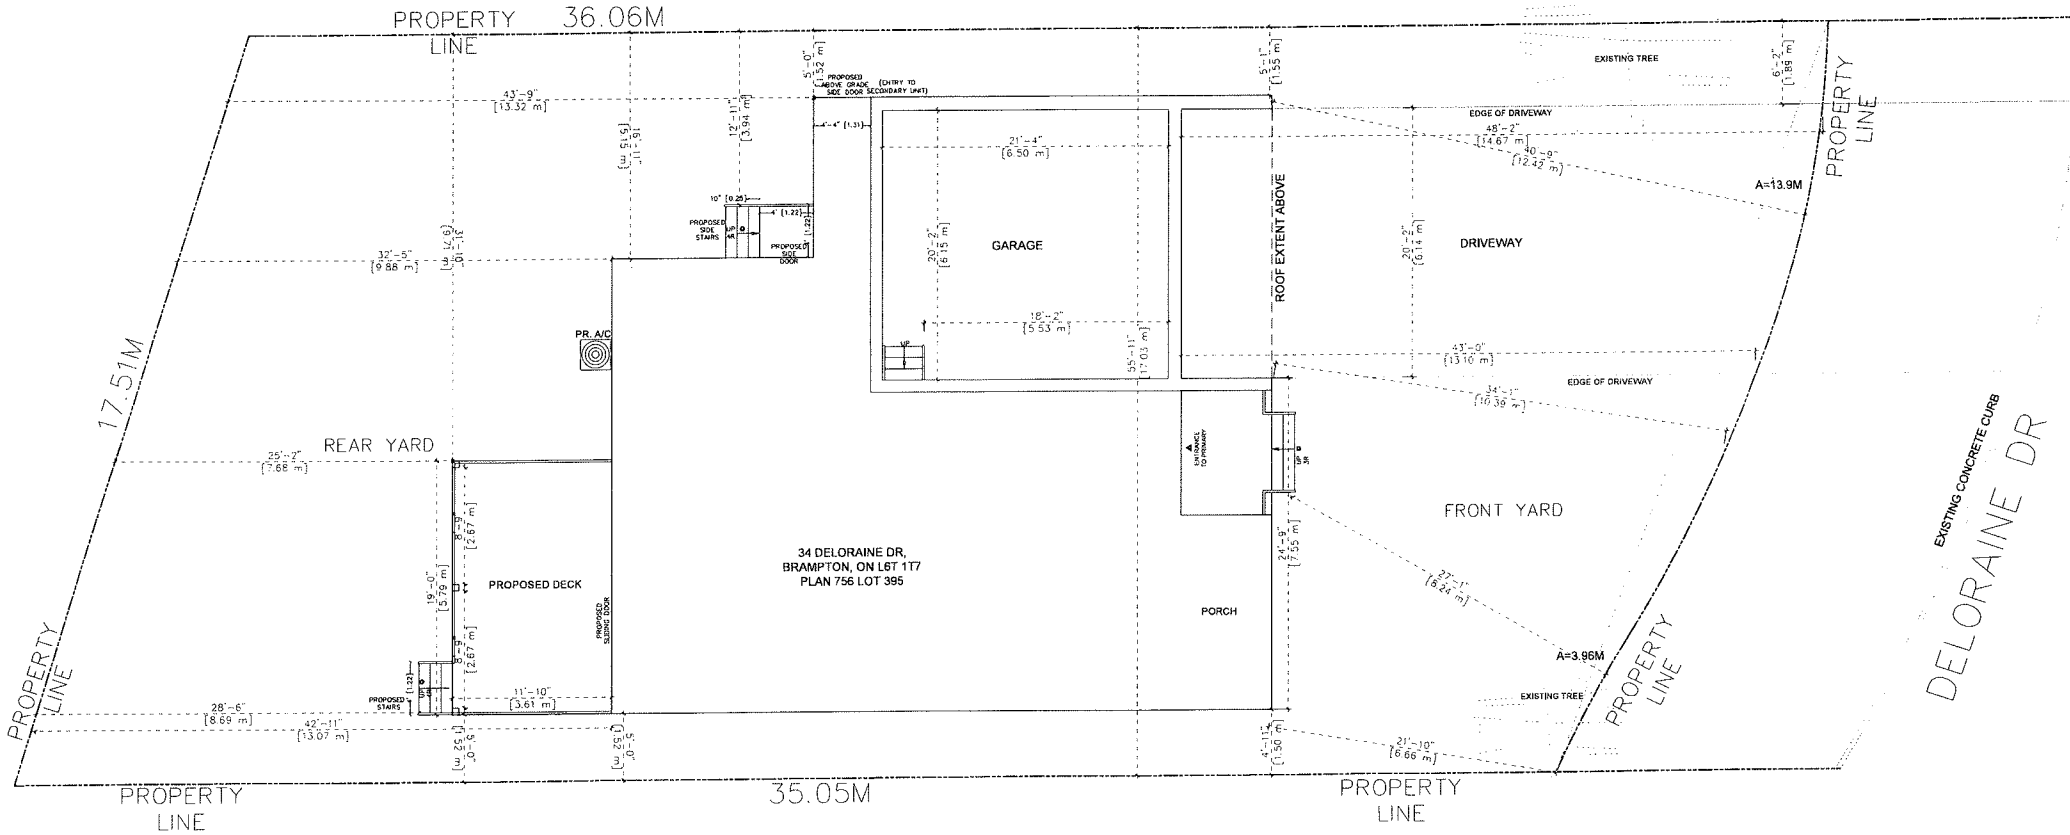 PROPERTY 36.06M
LINE
5'-0"
[1.52 m]
5'-1"
[1.55 m]
EXISTING TREE
6'-2"
[1.89 m]
PROPERTY
LINE
43'-9"
[13.32 m]
16'-11"
[5.15 m]
12'-11"
[3.94 m]
PROPOSED
ABOVE GRADE (ENTRY TO
SIDE DOOR SECONDARY UNIT)
4'-4" [1.31]
EDGE OF DRIVEWAY
48'-2"
[14.67 m]
40'-9"
[12.42 m]
A=13.9M
21'-4"
[6.50 m]
10" [0.25]
4' [1.22]
4' [1.22]
PROPOSED
SIDE
STAIRS
UP
4R
PROPOSED
SIDE
DOOR
31'-10"
[9.71 m]
32'-5"
[9.88 m]
20'-2"
[6.15 m]
GARAGE
ROOF EXTENT ABOVE
20'-2"
[6.14 m]
DRIVEWAY
18'-2"
[5.53 m]
UP
55'-11"
[17.03 m]
43'-0"
[13.10 m]
EDGE OF DRIVEWAY
34'-1"
[10.39 m]
PR. A/C
17.51M
REAR YARD
25'-2"
[7.68 m]
ENTRANCE
TO PRIMARY
UP
3R
EXISTING CONCRETE CURB
DELORAINE DR
FRONT YARD
8'-9"
[2.67 m]
19'-0"
[5.79 m]
PROPOSED DECK
PROPOSED
SLIDING DOOR
34 DELORAINE DR,
BRAMPTON, ON L6T 1T7
PLAN 756 LOT 395
24'-9"
[7.55 m]
27'-1"
[8.24 m]
PORCH
8'-9"
[2.67 m]
A=3.96M
PROPERTY
LINE
PROPERTY
LINE
[1.22]
UP
PROPOSED
STAIRS
11'-10"
[3.61 m]
EXISTING TREE
28'-6"
[8.69 m]
42'-11"
[13.07 m]
5'-0"
[1.52 m]
5'-0"
[1.52 m]
4'-11"
[1.50 m]
21'-10"
[6.66 m]
PROPERTY
LINE
35.05M
PROPERTY
LINE